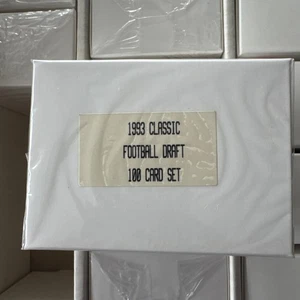 1993 CLASSIC
FOOTBALL DRAFT
100 CARD SET